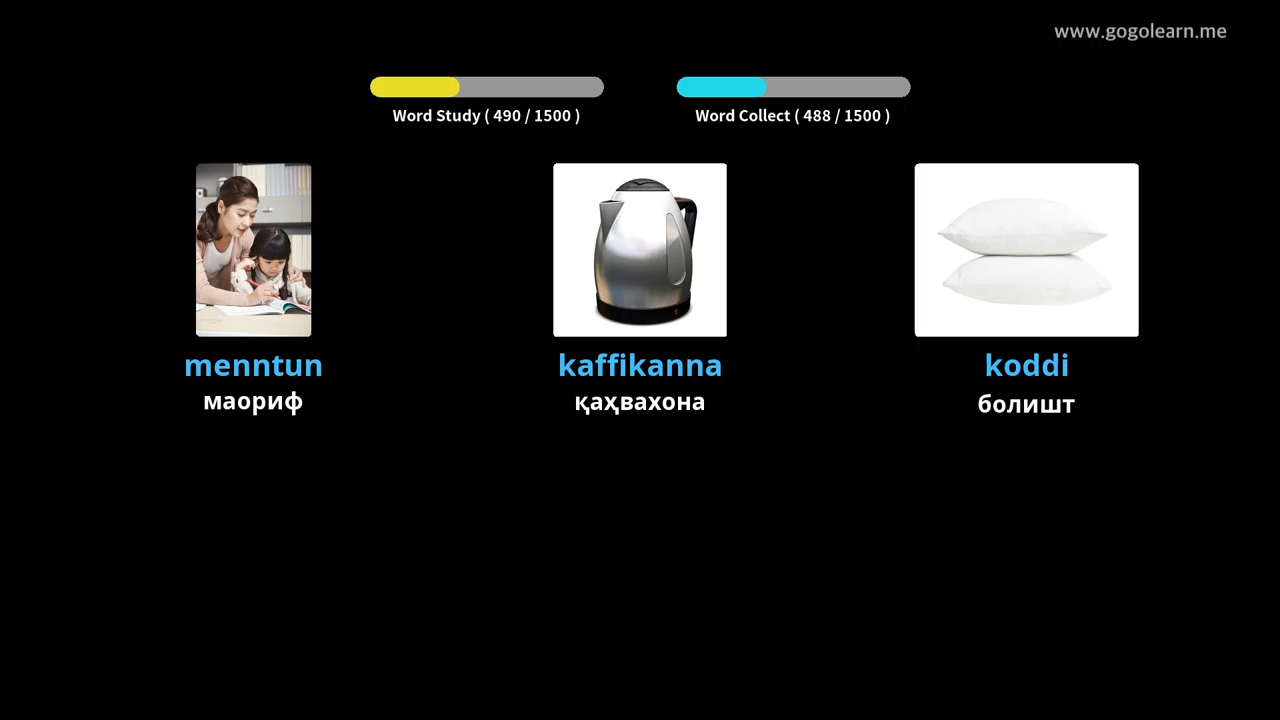 www.gogolearn.me
Word Study ( 490 / 1500 )
Word Collect ( 488 / 1500 )
menntun
kaffikanna
koddi
маориф
қаҳвахона
болишт